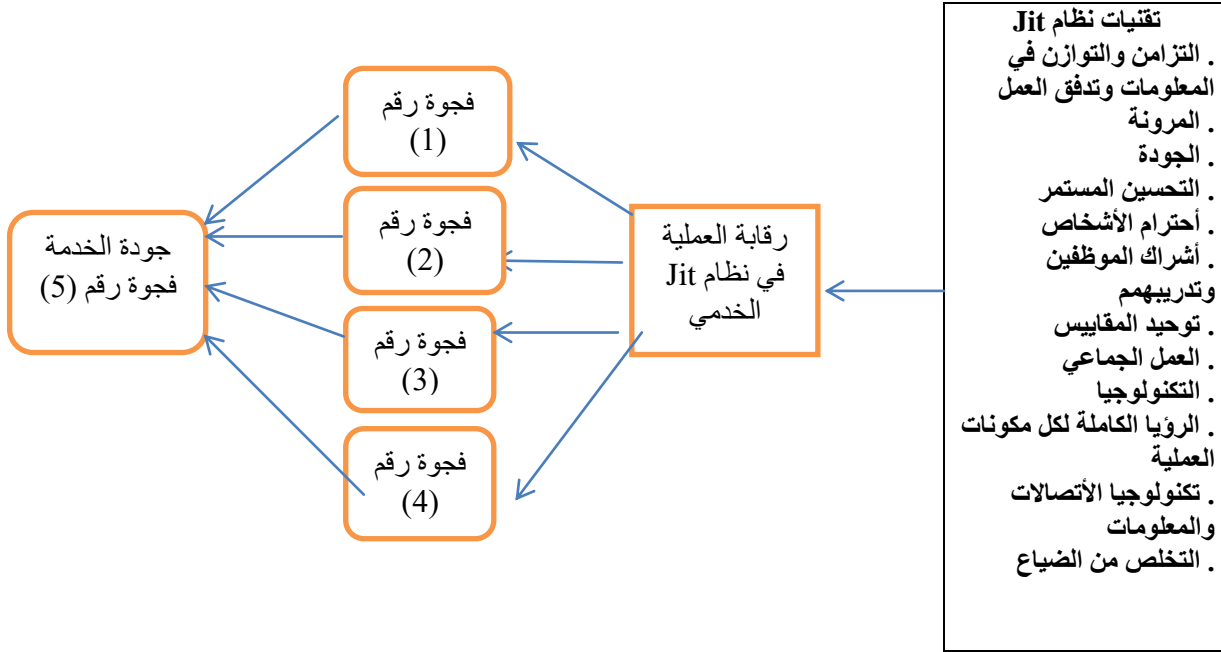 تقنيات نظام Jit
. التزامن والتوازن في
المعلومات وتدفق العمل
. المرونة
. الجودة
. التحسين المستمر
. أحترام الأشخاص
. أشراك الموظفين
وتدريبهمم
. توحيد المقاييس
. العمل الجماعي
. التكنولوجيا
. الرؤيا الكاملة لكل مكونات
العملية
. تكنولوجيا الأتصالات
والمعلومات
. التخلص من الضياع
رقابة العملية
في نظام Jit
الخدمي
فجوة رقم
(1)
فجوة رقم
(2)
فجوة رقم
(3)
فجوة رقم
(4)
جودة الخدمة
فجوة رقم (5)